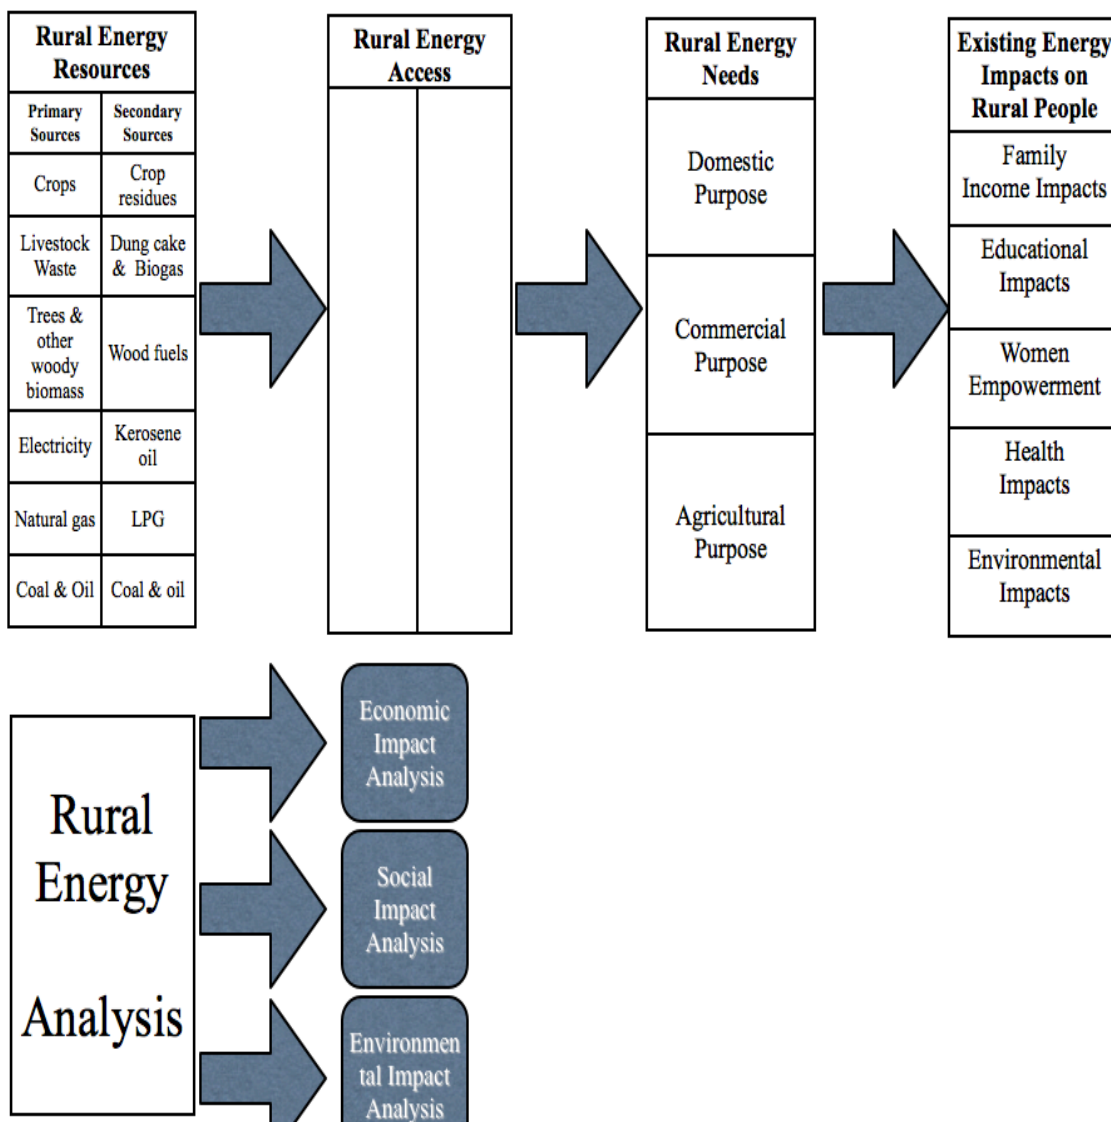 Rural Energy
Resources
Primary
Sources
Secondary
Sources
Crops
Crop
residues
Livestock
Waste
Dung cake
& Biogas
Trees &
other
woody
biomass
Wood fuels
Electricity
Kerosene
oil
Natural gas
LPG
Coal & Oil
Coal & oil
Rural Energy
Access
Rural Energy
Needs
Domestic
Purpose
Commercial
Purpose
Agricultural
Purpose
Existing Energy
Impacts on
Rural People
Family
Income Impacts
Educational
Impacts
Women
Empowerment
Health
Impacts
Environmental
Impacts
Rural
Energy
Analysis
Economic
Impact
Analysis
Social
Impact
Analysis
Environmen
tal Impact
Analysis